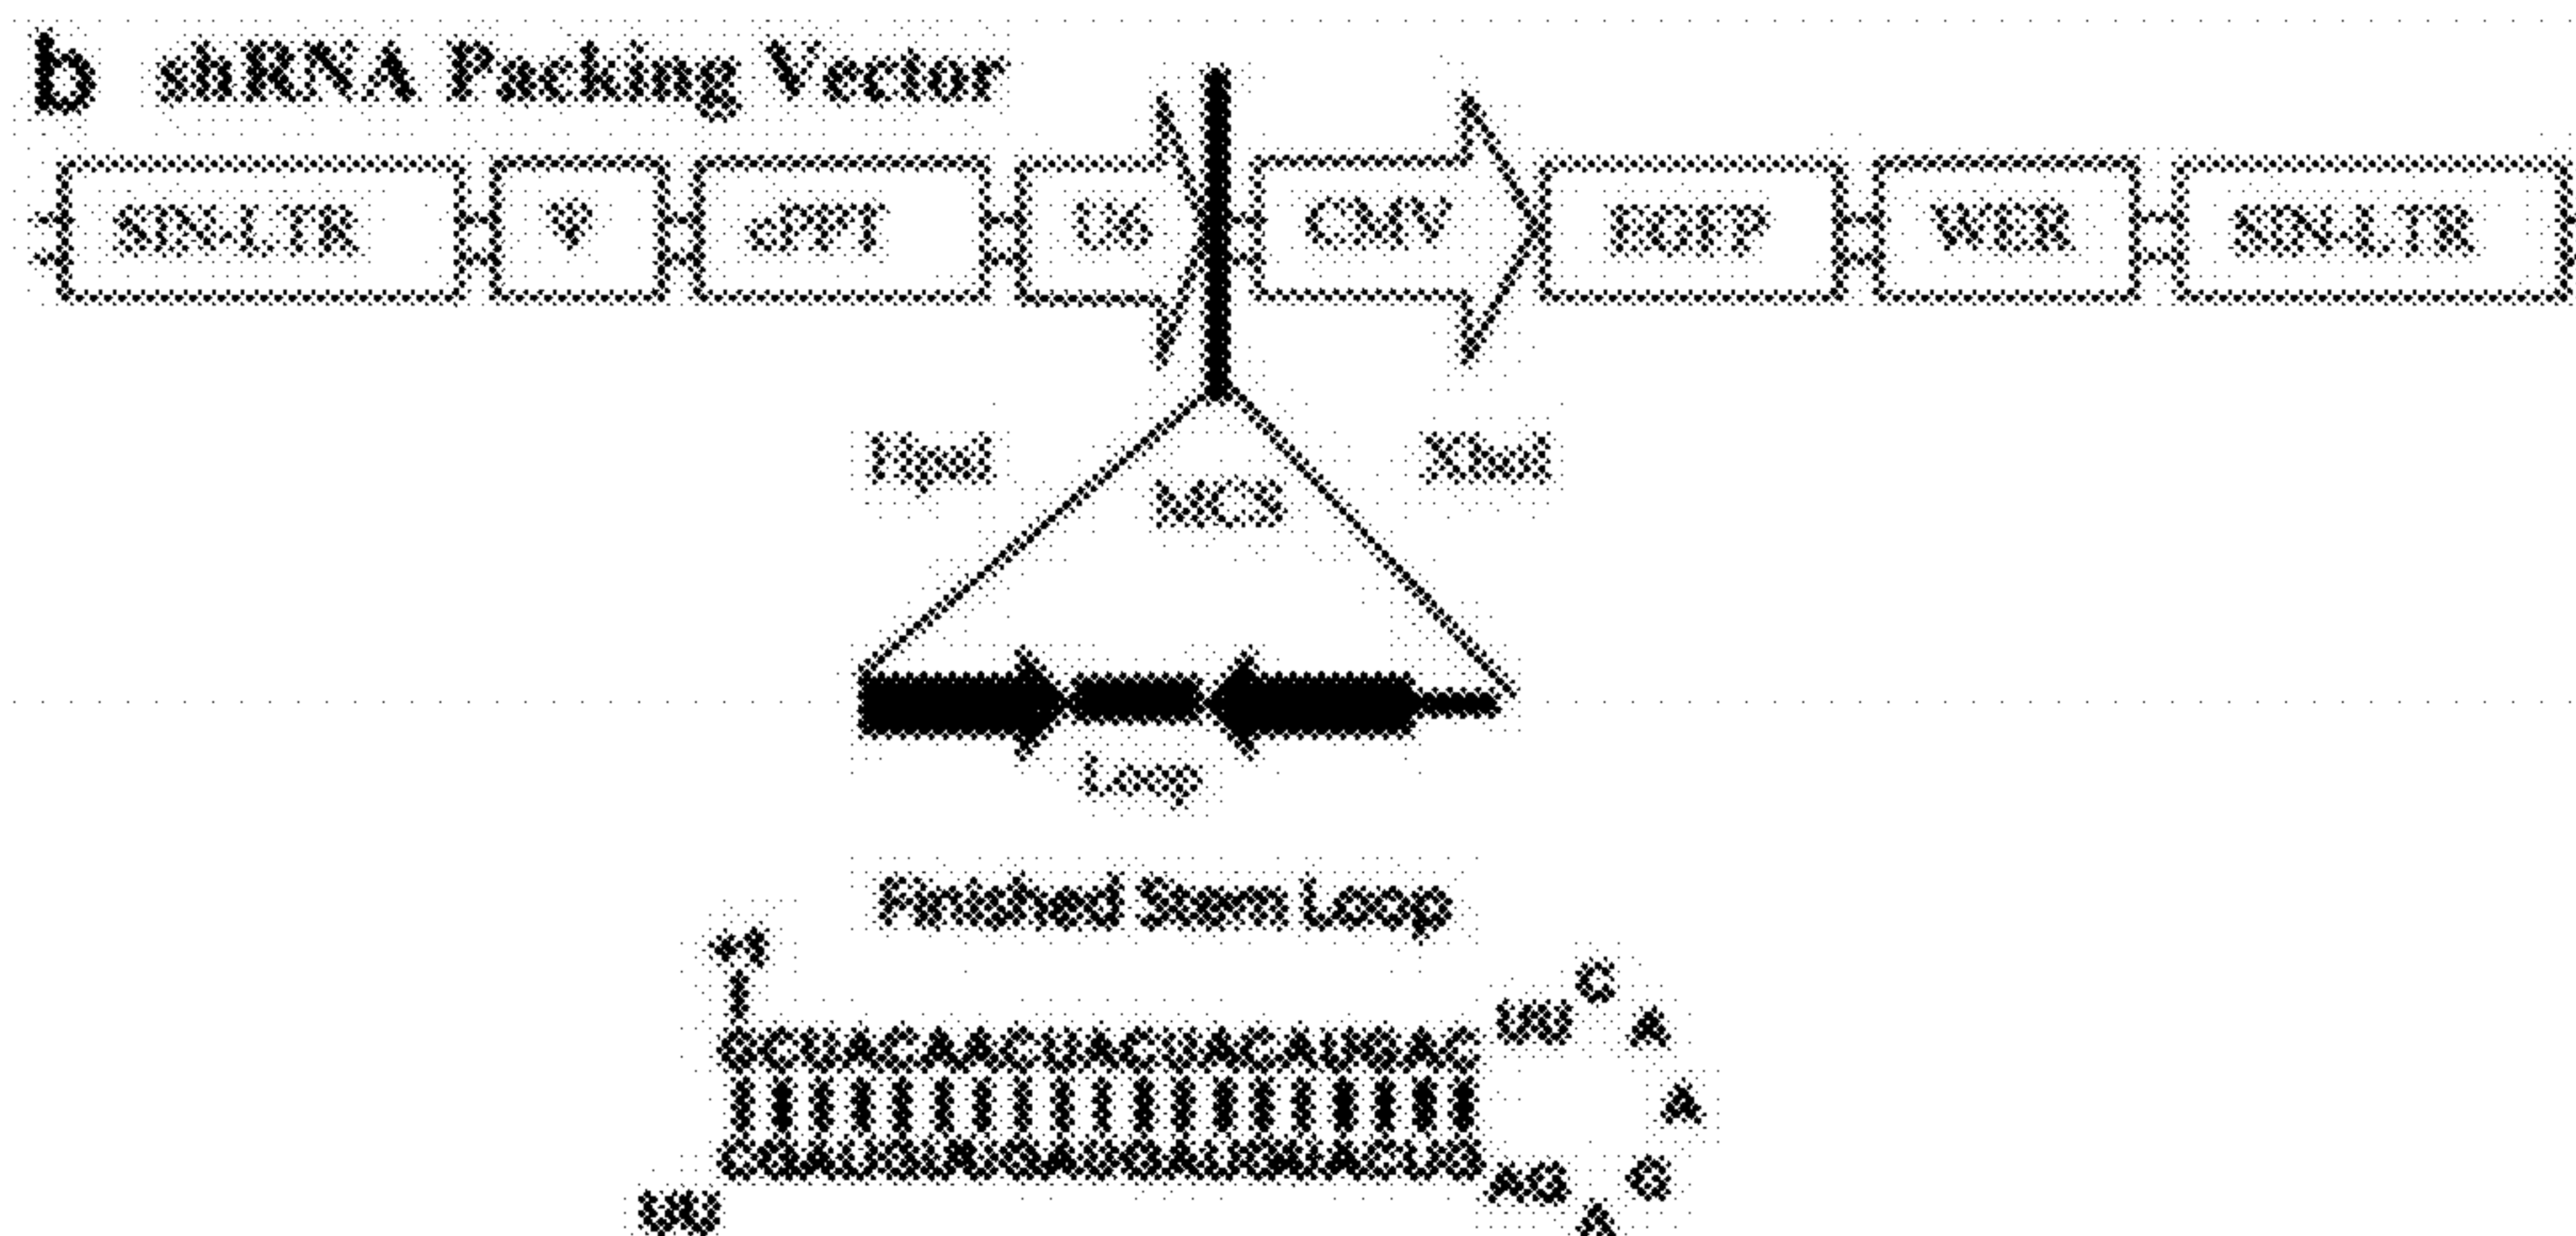 b shRNA Packing Vector
SIN-LTR Ψ cPPT U6 CMV EGFP WER SIN-LTR
HpaI XhoI
MCS
Loop
Finished Stem Loop
+1
C
UU A
GCUACAACUACUACAUGAC
A
AG G
UU A